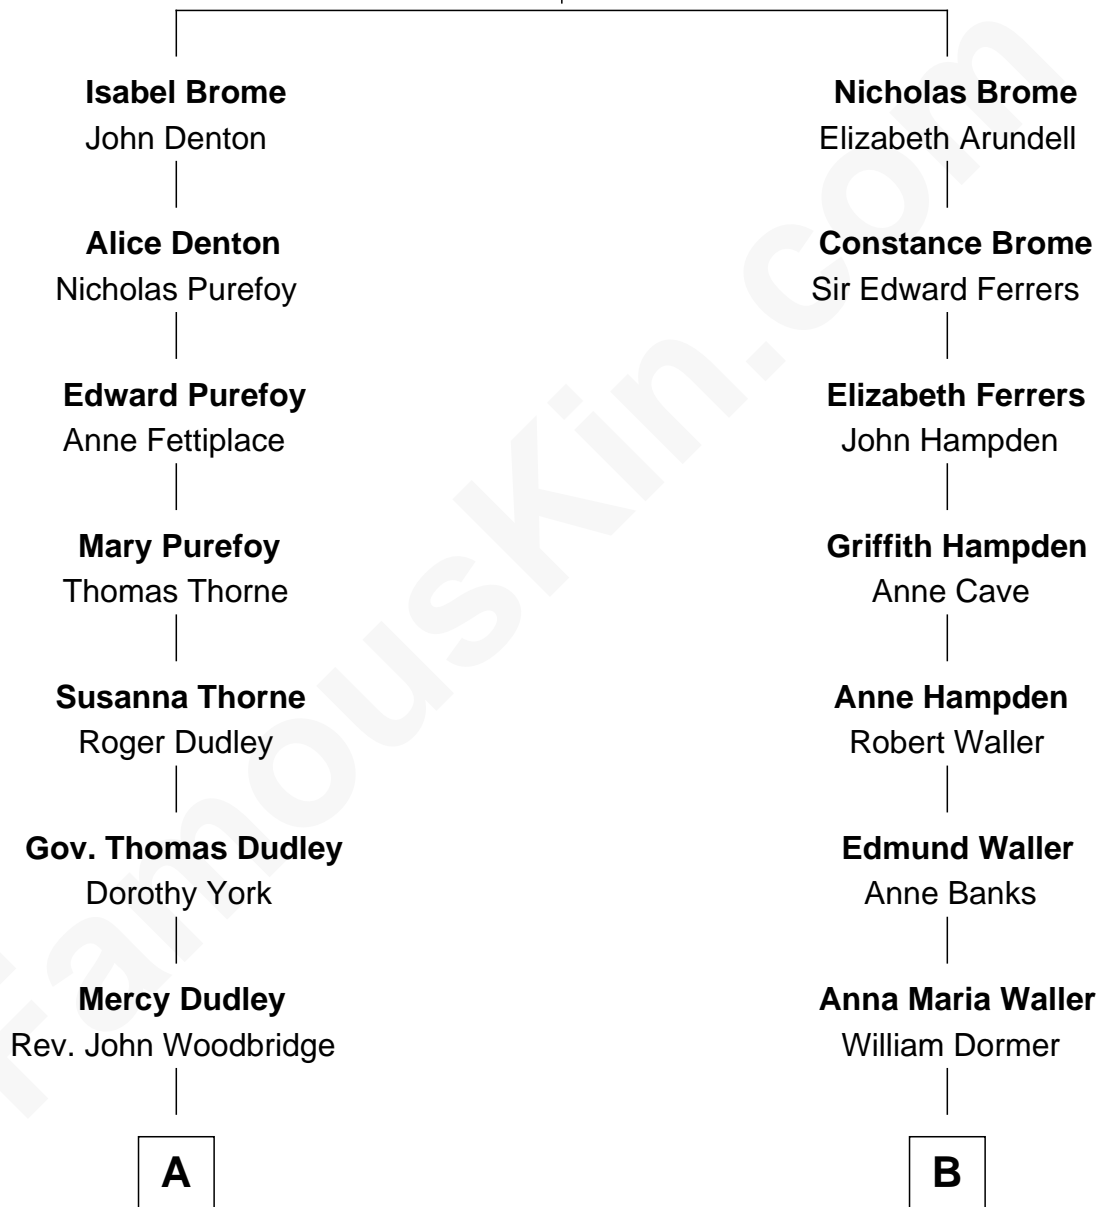 Isabel Brome
John Denton
Alice Denton
Nicholas Purefoy
Edward Purefoy
Anne Fettiplace
Mary Purefoy
Thomas Thorne
Susanna Thorne
Roger Dudley
Gov. Thomas Dudley
Dorothy York
Mercy Dudley
Rev. John Woodbridge
A
Nicholas Brome
Elizabeth Arundell
Constance Brome
Sir Edward Ferrers
Elizabeth Ferrers
John Hampden
Griffith Hampden
Anne Cave
Anne Hampden
Robert Waller
Edmund Waller
Anne Banks
Anna Maria Waller
William Dormer
B
FamousKin.com